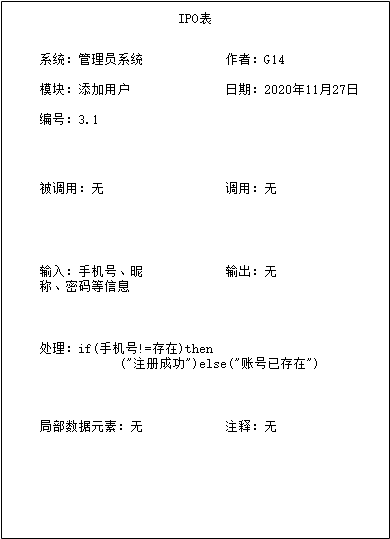 IPO表
系统：管理员系统 作者：G14
模块：添加用户 日期：2020年11月27日
编号：3.1
被调用：无 调用：无
输入：手机号、昵 输出：无
称、密码等信息
处理：if(手机号!=存在)then
("注册成功")else("账号已存在")
局部数据元素：无 注释：无